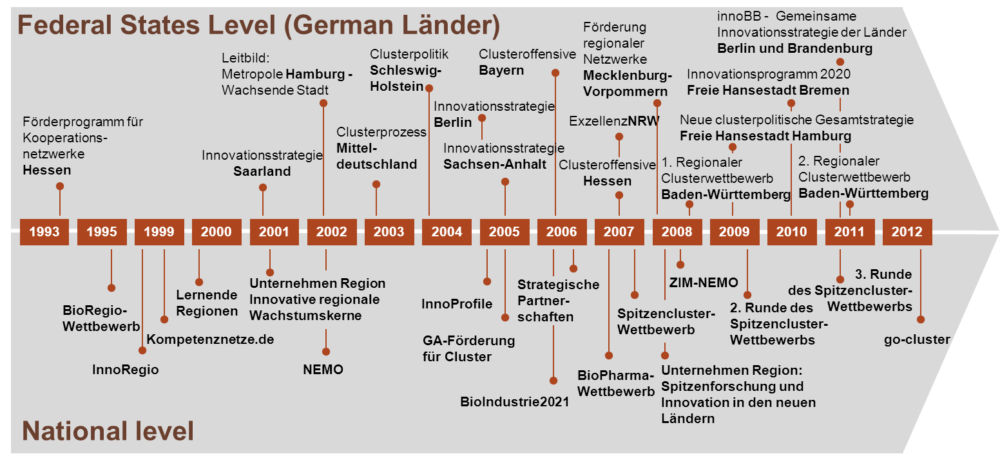 Federal States Level (German Länder)
Förderprogramm für
Kooperations-
netzwerke
Hessen
Leitbild:
Metropole Hamburg -
Wachsende Stadt
Innovationsstrategie
Saarland
Clusterprozess
Mittel-
deutschland
Clusterpolitik
Schleswig-
Holstein
Innovationsstrategie
Berlin
Innovationsstrategie
Sachsen-Anhalt
Clusteroffensive
Bayern
ExzellenzNRW
Clusteroffensive
Hessen
Förderung
regionaler
Netzwerke
Mecklenburg-
Vorpommern
1. Regionaler
Clusterwettbewerb
Baden-Württemberg
innoBB - Gemeinsame
Innovationsstrategie der Länder
Berlin und Brandenburg
Innovationsprogramm 2020
Freie Hansestadt Bremen
Neue clusterpolitische Gesamtstrategie
Freie Hansestadt Hamburg
2. Regionaler
Clusterwettbewerb
Baden-Württemberg
1993 1995 1999 2000 2001 2002 2003 2004 2005 2006 2007 2008 2009 2010 2011 2012
BioRegio-
Wettbewerb
InnoRegio
Kompetenznetze.de
Lernende
Regionen
Unternehmen Region
Innovative regionale
Wachstumskerne
NEMO
InnoProfile
GA-Förderung
für Cluster
Strategische
Partner-
schaften
BioIndustrie2021
BioPharma-
Wettbewerb
Spitzencluster-
Wettbewerb
ZIM-NEMO
Unternehmen Region:
Spitzenforschung und
Innovation in den neuen
Ländern
2. Runde des
Spitzencluster-
Wettbewerbs
3. Runde
des Spitzencluster-
Wettbewerbs
go-cluster
National level